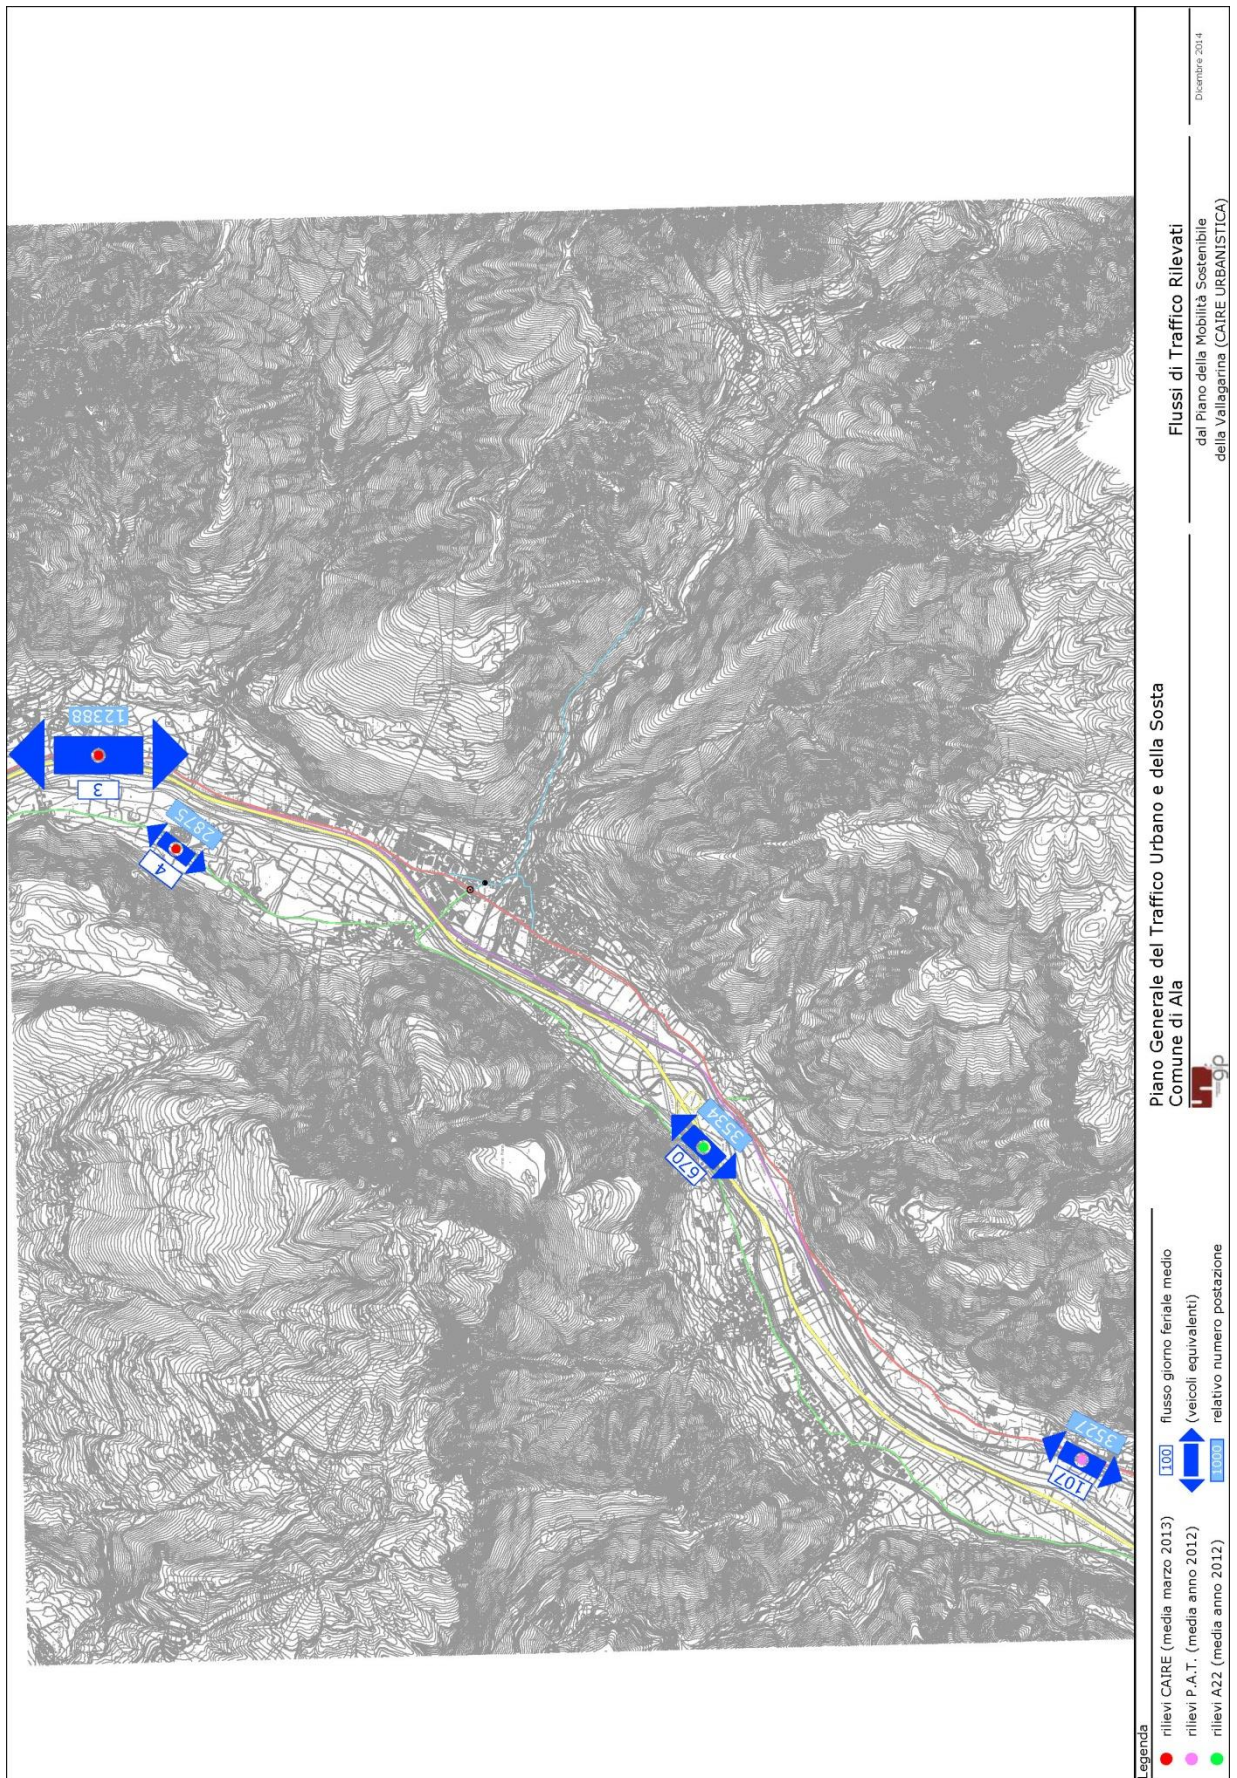 12388
3
2875
4
3534
670
3527
107
Legenda
rilievi CAIRE (media marzo 2013)
rilievi P.A.T. (media anno 2012)
rilievi A22 (media anno 2012)
100
flusso giorno feriale medio
(veicoli equivalenti)
1000
relativo numero postazione
Piano Generale del Traffico Urbano e della Sosta
Comune di Ala
Flussi di Traffico Rilevati
dal Piano della Mobilità Sostenibile
della Vallagarina (CAIRE URBANISTICA)
Dicembre 2014